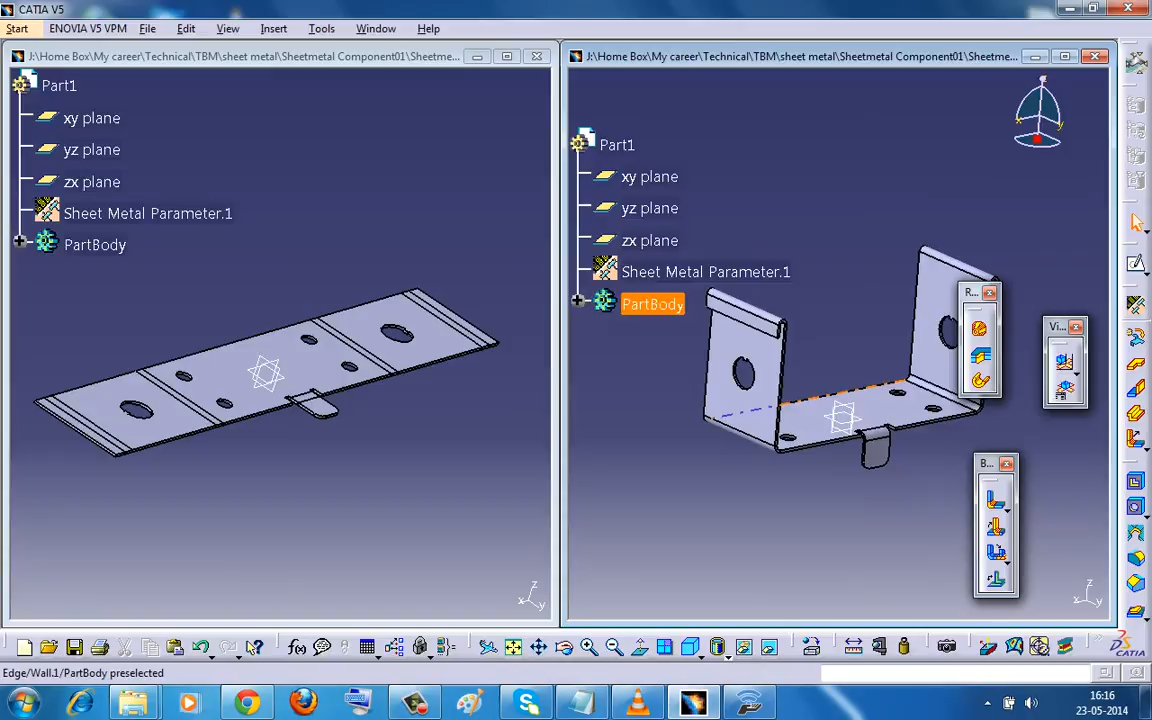 CATIA V5
Start ENOVIA V5 VPM File Edit View Insert Tools Window Help
J:\Home Box\My career\Technical\TBM\sheet metal\Sheetmetal Component01\Sheetme...
Part1
xy plane
yz plane
zx plane
Sheet Metal Parameter.1
PartBody
z
x
y
J:\Home Box\My career\Technical\TBM\sheet metal\Sheetmetal Component01\Sheetme...
Part1
xy plane
yz plane
zx plane
Sheet Metal Parameter.1
PartBody
R...
Vi...
B...
z
x
y
f(x)
CATIA
Edge/Wall.1/PartBody preselected
16:16
23-05-2014